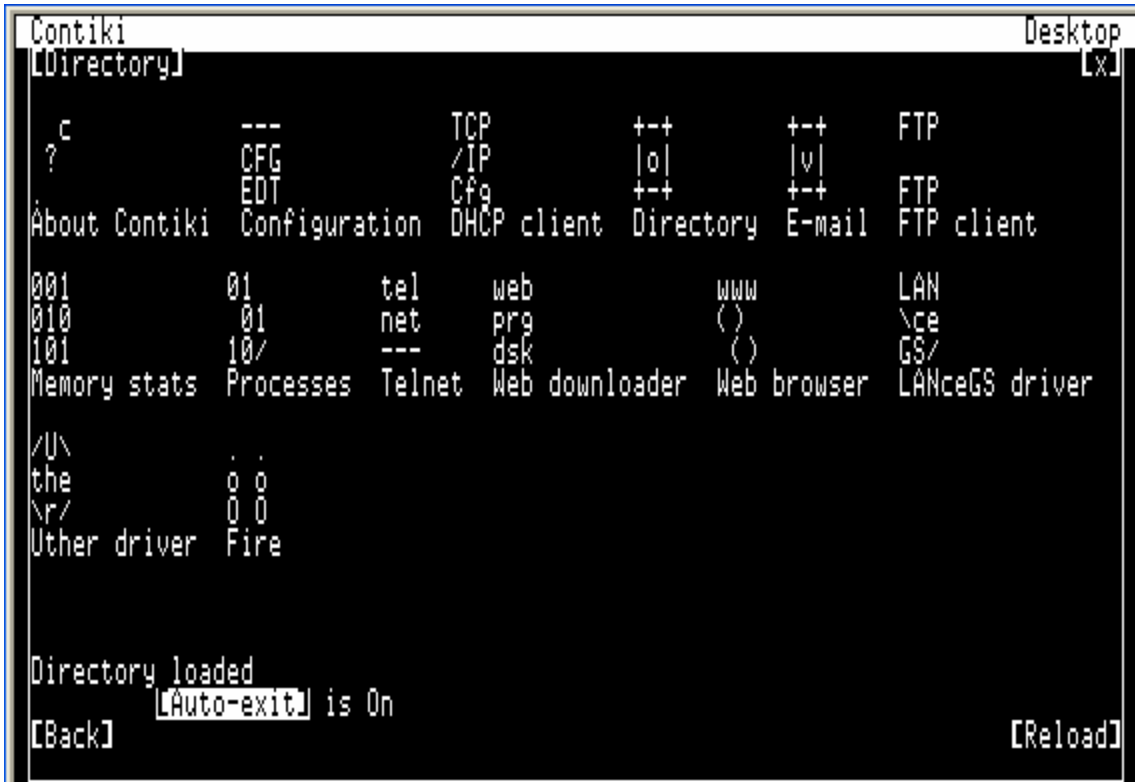 Contiki Desktop
[Directory] [x]
c --- TCP +-+ +-+ FTP
? CFG /IP |o| |v|
. EDT Cfg +-+ +-+ FTP
About Contiki Configuration DHCP client Directory E-mail FTP client
001 01 tel web www LAN
010 01 net prg () \ce
101 10/ --- dsk () GS/
Memory stats Processes Telnet Web downloader Web browser LANceGS driver
/U\ . .
the o o
\r/ O O
Uther driver Fire
Directory loaded
[Auto-exit] is On
[Back] [Reload]